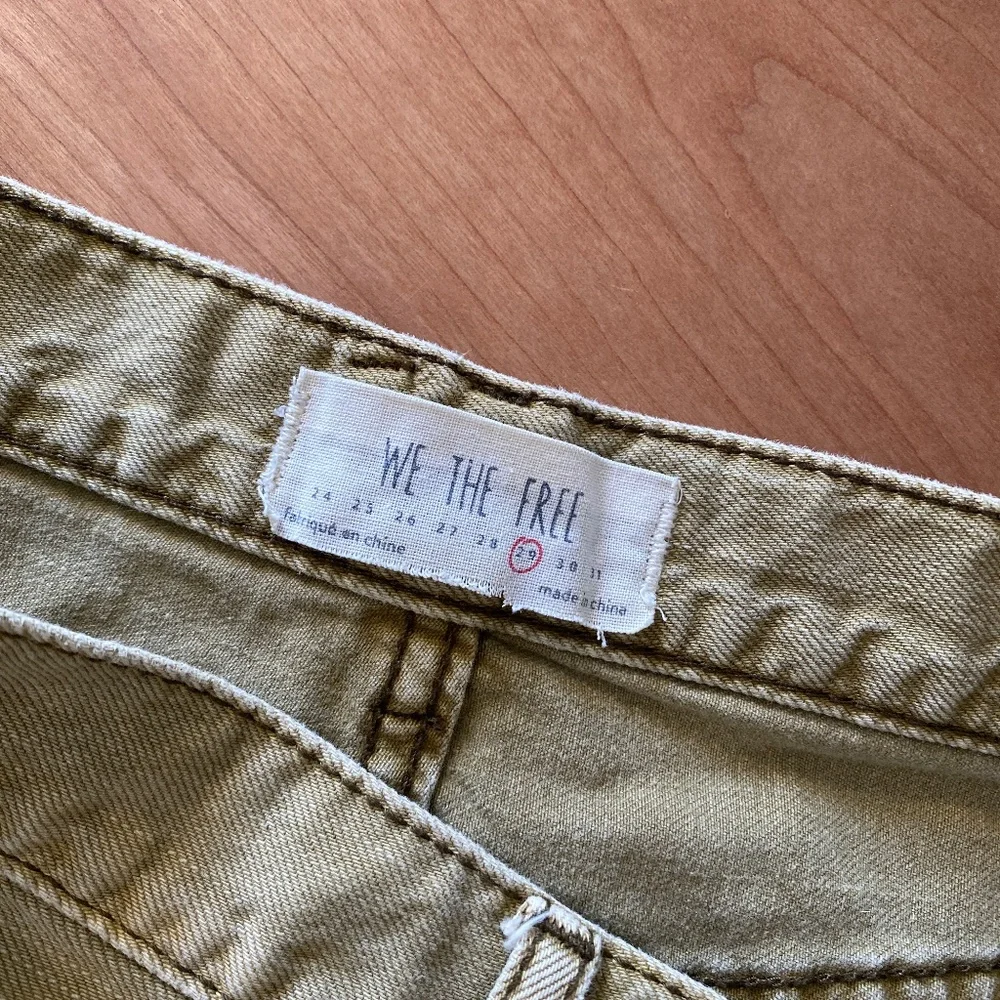 WE THE FREE
24 25 26 27 28 29 30 31
fabriqué en chine
made in china